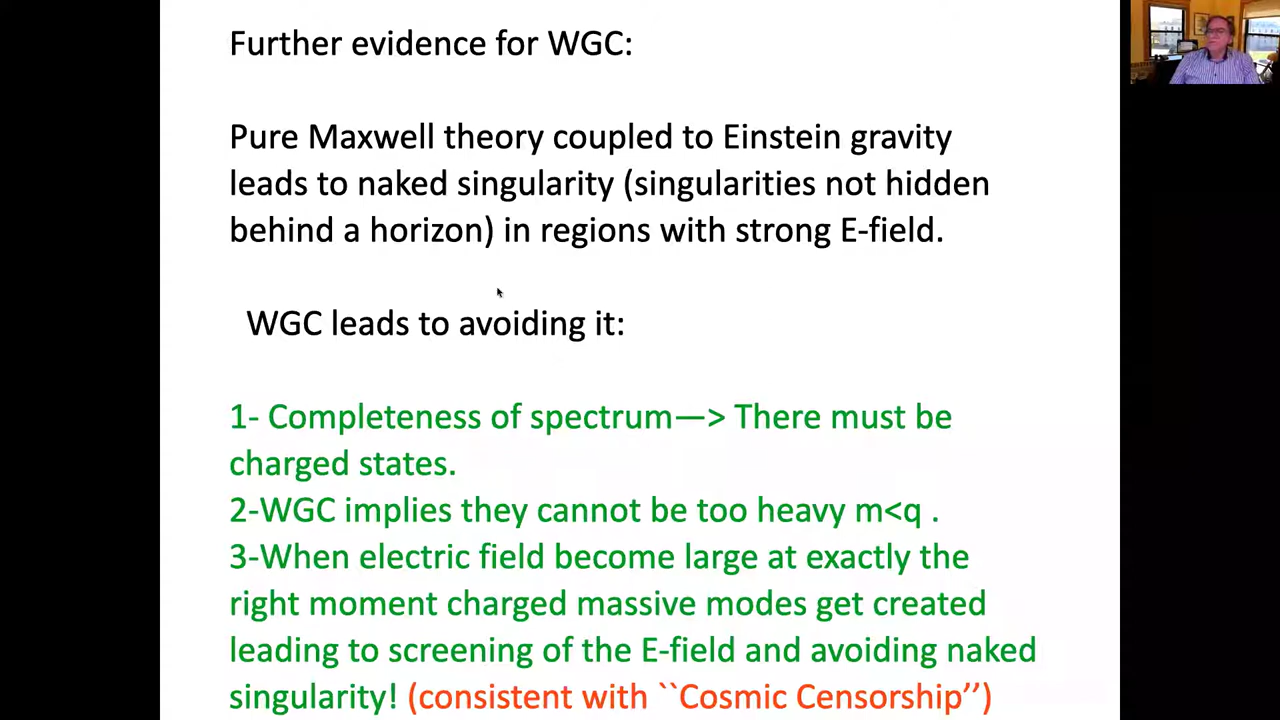 Further evidence for WGC:
Pure Maxwell theory coupled to Einstein gravity
leads to naked singularity (singularities not hidden
behind a horizon) in regions with strong E-field.
WGC leads to avoiding it:
1- Completeness of spectrum—> There must be
charged states.
2-WGC implies they cannot be too heavy m<q .
3-When electric field become large at exactly the
right moment charged massive modes get created
leading to screening of the E-field and avoiding naked
singularity! (consistent with ``Cosmic Censorship’’)